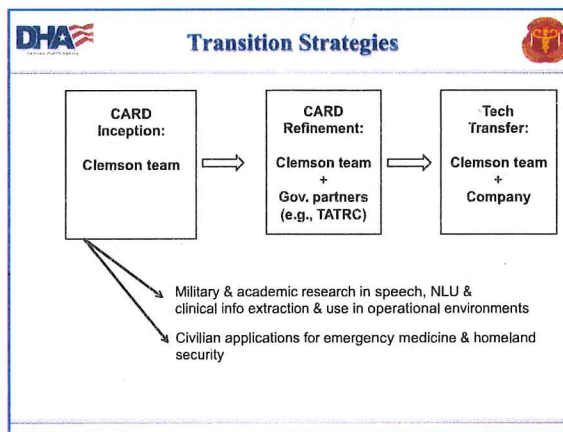 DHA
Transition Strategies
CARD
Inception:
Clemson team
CARD
Refinement:
Clemson team
+
Gov. partners
(e.g., TATRC)
Tech
Transfer:
Clemson team
+
Company
Military & academic research in speech, NLU &
clinical info extraction & use in operational environments
Civilian applications for emergency medicine & homeland
security